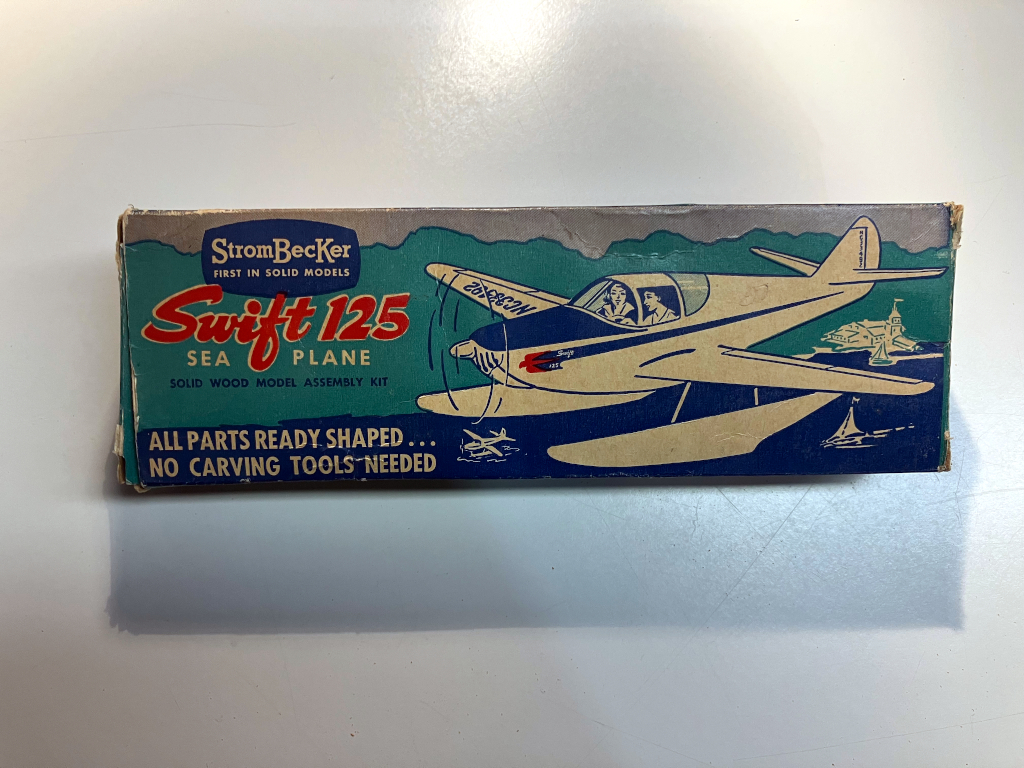 StromBecKer
FIRST IN SOLID MODELS
Swift 125
SEA PLANE
SOLID WOOD MODEL ASSEMBLY KIT
ALL PARTS READY SHAPED...
NO CARVING TOOLS NEEDED
Swift
125